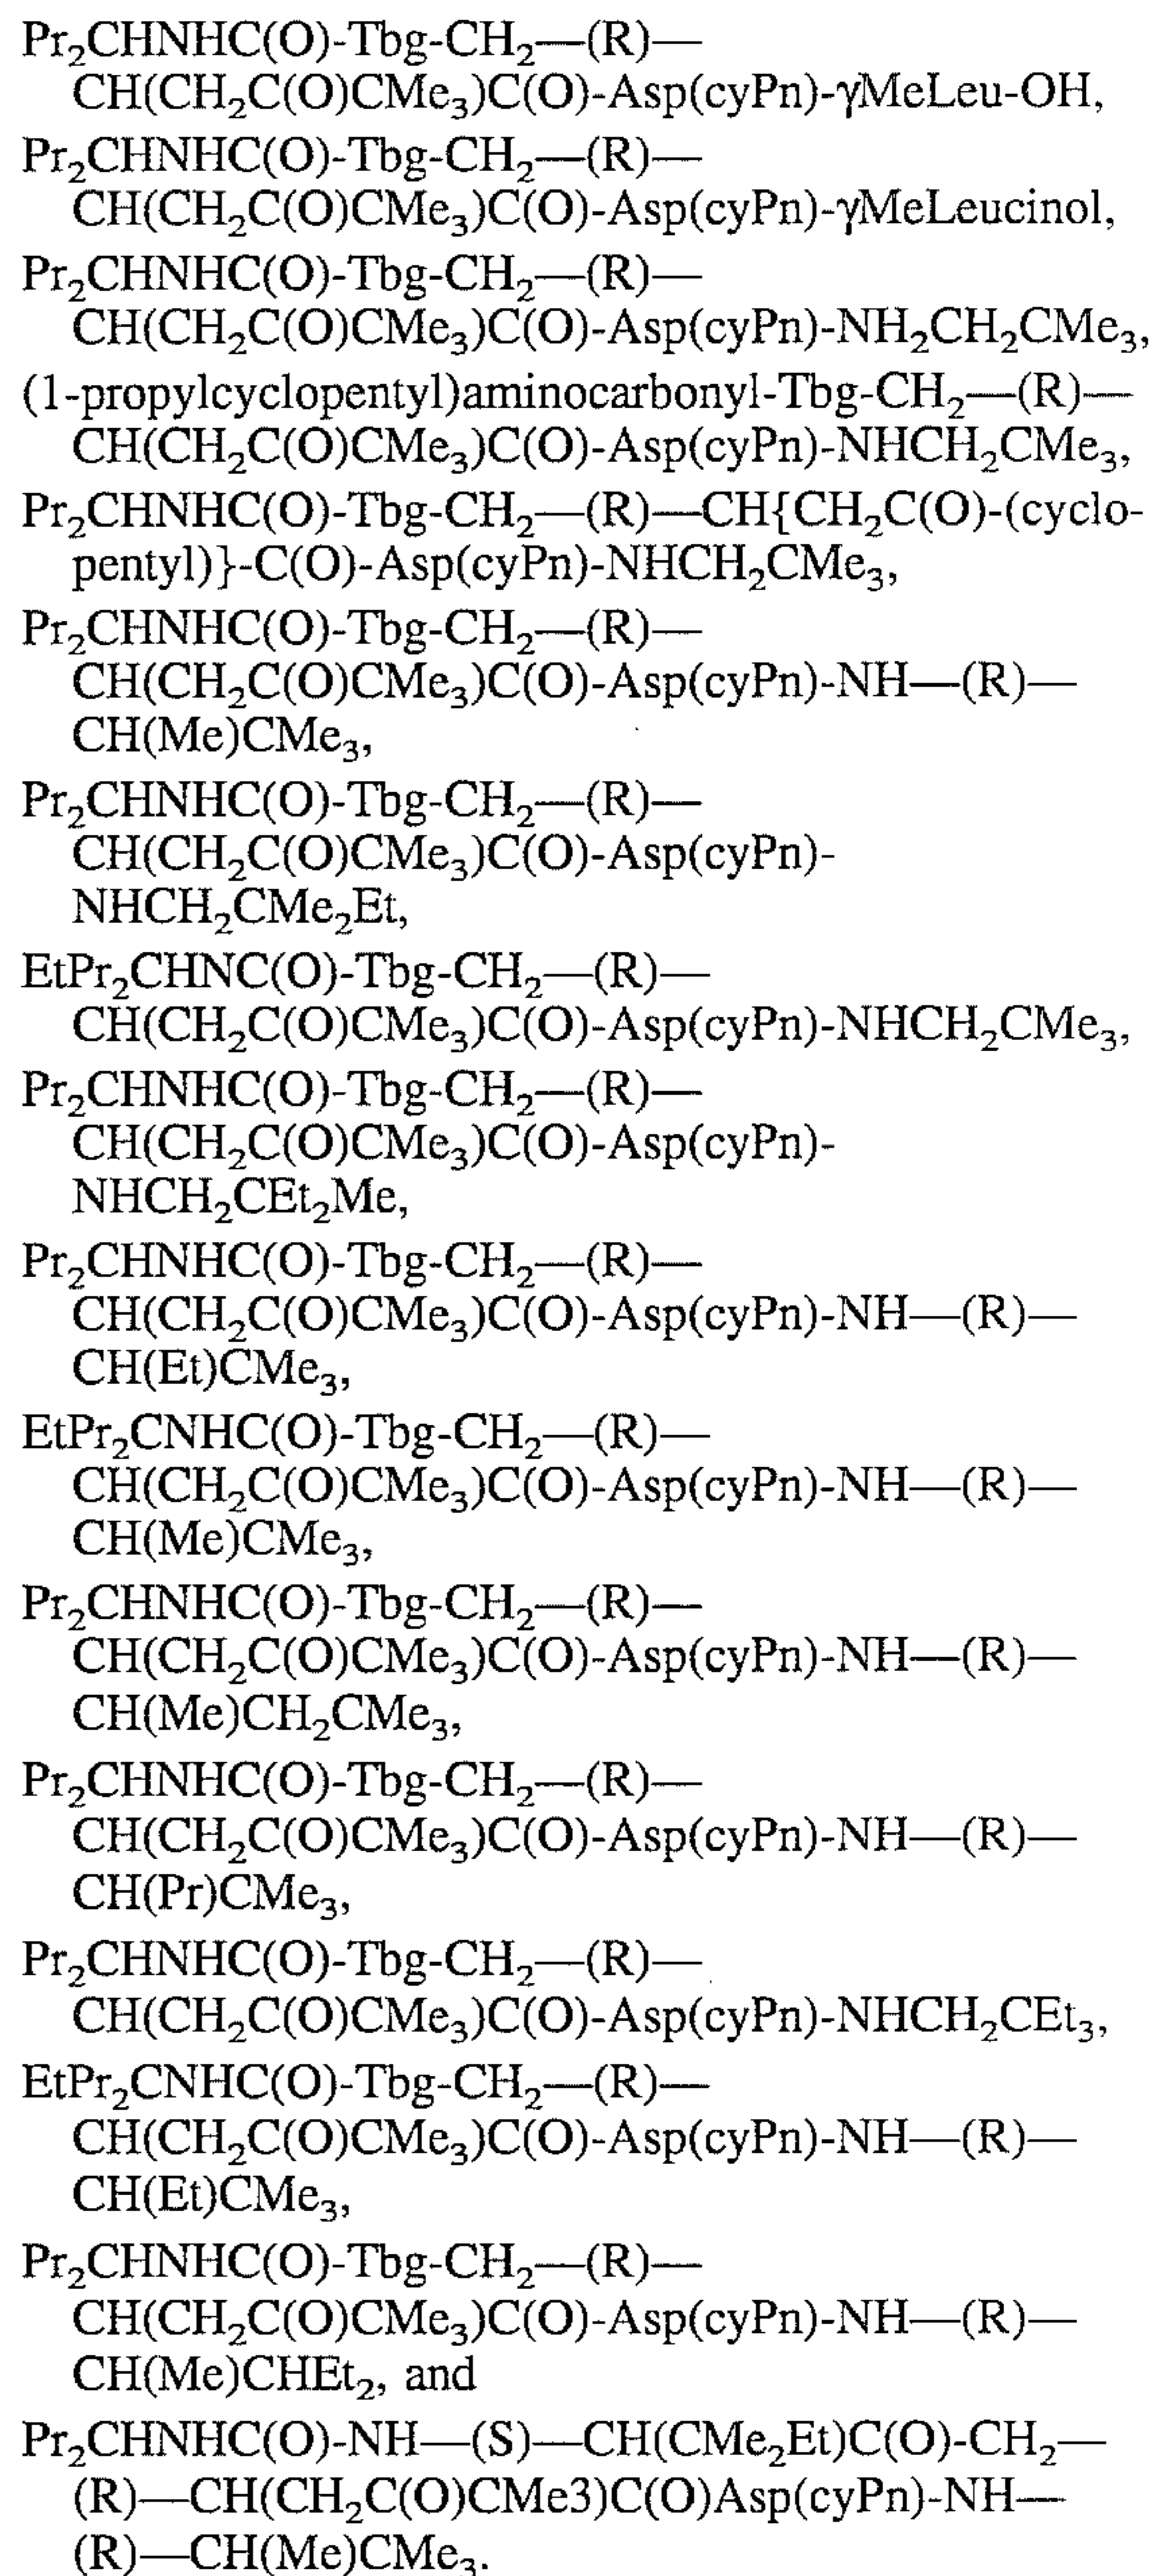 Pr₂CHNHC(O)-Tbg-CH₂—(R)—
CH(CH₂C(O)CMe₃)C(O)-Asp(cyPn)-γMeLeu-OH,
Pr₂CHNHC(O)-Tbg-CH₂—(R)—
CH(CH₂C(O)CMe₃)C(O)-Asp(cyPn)-γMeLeucinol,
Pr₂CHNHC(O)-Tbg-CH₂—(R)—
CH(CH₂C(O)CMe₃)C(O)-Asp(cyPn)-NH₂CH₂CMe₃,
(1-propylcyclopentyl)aminocarbonyl-Tbg-CH₂—(R)—
CH(CH₂C(O)CMe₃)C(O)-Asp(cyPn)-NHCH₂CMe₃,
Pr₂CHNHC(O)-Tbg-CH₂—(R)—CH{CH₂C(O)-(cyclo-
pentyl)}-C(O)-Asp(cyPn)-NHCH₂CMe₃,
Pr₂CHNHC(O)-Tbg-CH₂—(R)—
CH(CH₂C(O)CMe₃)C(O)-Asp(cyPn)-NH—(R)—
CH(Me)CMe₃,
Pr₂CHNHC(O)-Tbg-CH₂—(R)—
CH(CH₂C(O)CMe₃)C(O)-Asp(cyPn)-
NHCH₂CMe₂Et,
EtPr₂CHNC(O)-Tbg-CH₂—(R)—
CH(CH₂C(O)CMe₃)C(O)-Asp(cyPn)-NHCH₂CMe₃,
Pr₂CHNHC(O)-Tbg-CH₂—(R)—
CH(CH₂C(O)CMe₃)C(O)-Asp(cyPn)-
NHCH₂CEt₂Me,
Pr₂CHNHC(O)-Tbg-CH₂—(R)—
CH(CH₂C(O)CMe₃)C(O)-Asp(cyPn)-NH—(R)—
CH(Et)CMe₃,
EtPr₂CNHC(O)-Tbg-CH₂—(R)—
CH(CH₂C(O)CMe₃)C(O)-Asp(cyPn)-NH—(R)—
CH(Me)CMe₃,
Pr₂CHNHC(O)-Tbg-CH₂—(R)—
CH(CH₂C(O)CMe₃)C(O)-Asp(cyPn)-NH—(R)—
CH(Me)CH₂CMe₃,
Pr₂CHNHC(O)-Tbg-CH₂—(R)—
CH(CH₂C(O)CMe₃)C(O)-Asp(cyPn)-NH—(R)—
CH(Pr)CMe₃,
Pr₂CHNHC(O)-Tbg-CH₂—(R)—
CH(CH₂C(O)CMe₃)C(O)-Asp(cyPn)-NHCH₂CEt₃,
EtPr₂CNHC(O)-Tbg-CH₂—(R)—
CH(CH₂C(O)CMe₃)C(O)-Asp(cyPn)-NH—(R)—
CH(Et)CMe₃,
Pr₂CHNHC(O)-Tbg-CH₂—(R)—
CH(CH₂C(O)CMe₃)C(O)-Asp(cyPn)-NH—(R)—
CH(Me)CHEt₂, and
Pr₂CHNHC(O)-NH—(S)—CH(CMe₂Et)C(O)-CH₂—
(R)—CH(CH₂C(O)CMe3)C(O)Asp(cyPn)-NH—
(R)—CH(Me)CMe₃.